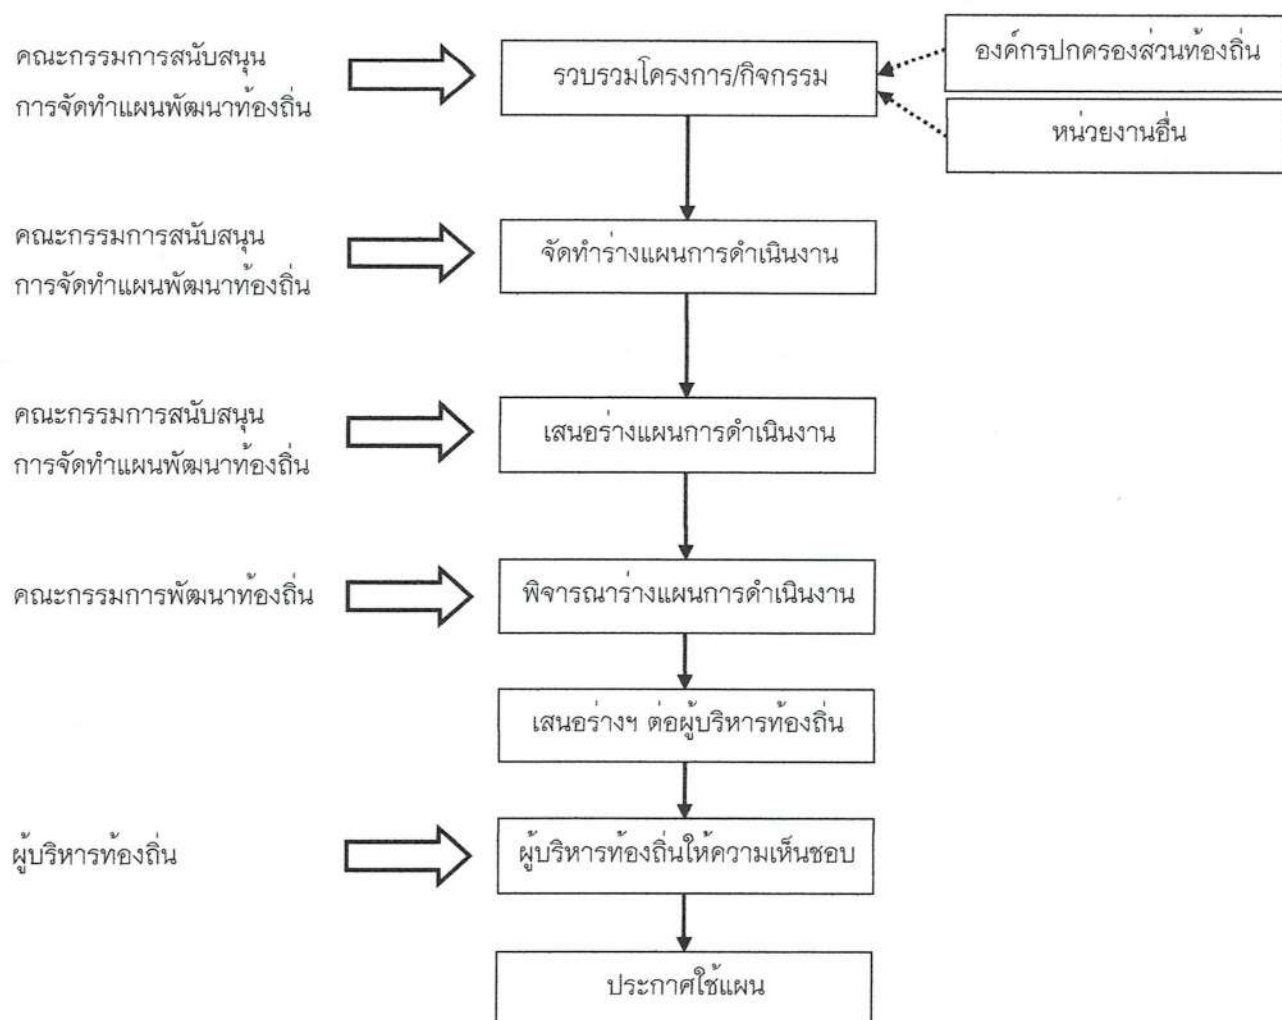 คณะกรรมการสนับสนุน
การจัดทำแผนพัฒนาท้องถิ่น
รวบรวมโครงการ/กิจกรรม
องค์กรปกครองส่วนท้องถิ่น
หน่วยงานอื่น
คณะกรรมการสนับสนุน
การจัดทำแผนพัฒนาท้องถิ่น
จัดทำร่างแผนการดำเนินงาน
คณะกรรมการสนับสนุน
การจัดทำแผนพัฒนาท้องถิ่น
เสนอร่างแผนการดำเนินงาน
คณะกรรมการพัฒนาท้องถิ่น
พิจารณาร่างแผนการดำเนินงาน
เสนอร่างฯ ต่อผู้บริหารท้องถิ่น
ผู้บริหารท้องถิ่น
ผู้บริหารท้องถิ่นให้ความเห็นชอบ
ประกาศใช้แผน